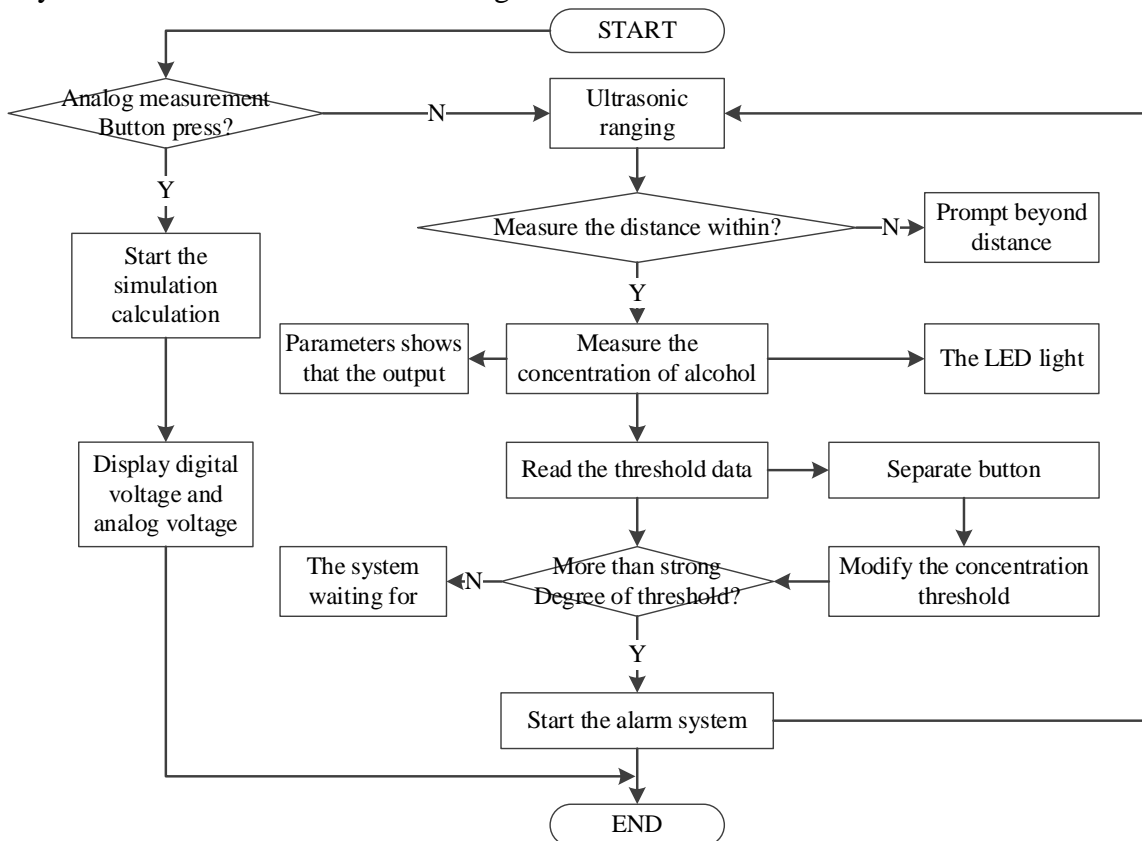 START
Analog measurement
Button press?
N
Ultrasonic
ranging
Y
Measure the distance within?
N
Prompt beyond
distance
Start the
simulation
calculation
Y
Parameters shows
that the output
Measure the
concentration of alcohol
The LED light
Display digital
voltage and
analog voltage
Read the threshold data
Separate button
The system
waiting for
N
More than strong
Degree of threshold?
Modify the concentration
threshold
Y
Start the alarm system
END